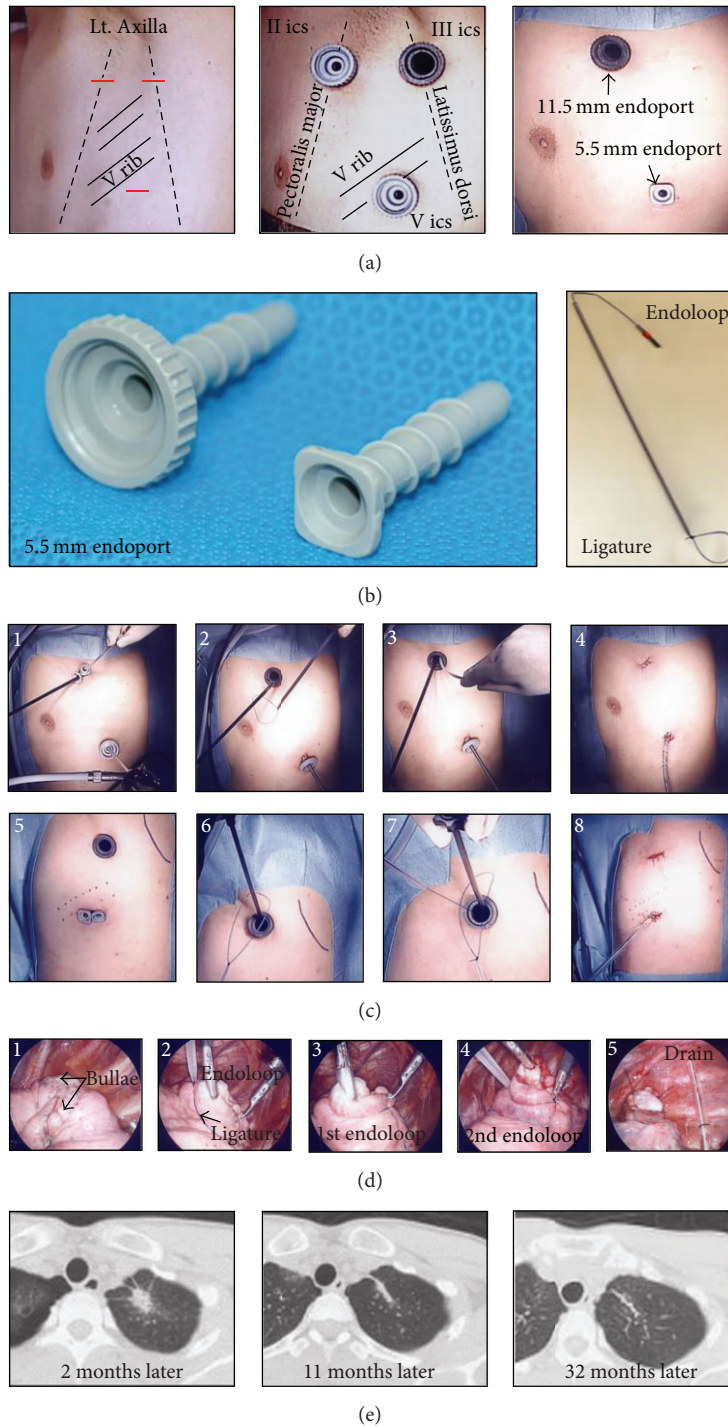 Lt. Axilla
V rib
II ics
III ics
Pectoralis major
Latissimus dorsi
V rib
V ics
11.5 mm endoport
5.5 mm endoport
(a)
5.5 mm endoport
Endoloop
Ligature
(b)
1
2
3
4
5
6
7
8
(c)
1
Bullae
2
Endoloop
Ligature
3
1st endoloop
4
2nd endoloop
5
Drain
(d)
2 months later
11 months later
32 months later
(e)